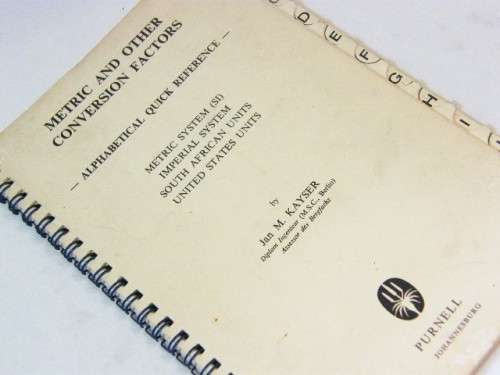 METRIC AND OTHER
CONVERSION FACTORS
— ALPHABETICAL QUICK REFERENCE —
METRIC SYSTEM (SI)
IMPERIAL SYSTEM
SOUTH AFRICAN UNITS
UNITED STATES UNITS
by
Jan M. KAYSER
Diplom Ingenieur (M.S.C., Berlin)
Assessor des Bergfachs
PURNELL
JOHANNESBURG
D
E
F
G
H
I